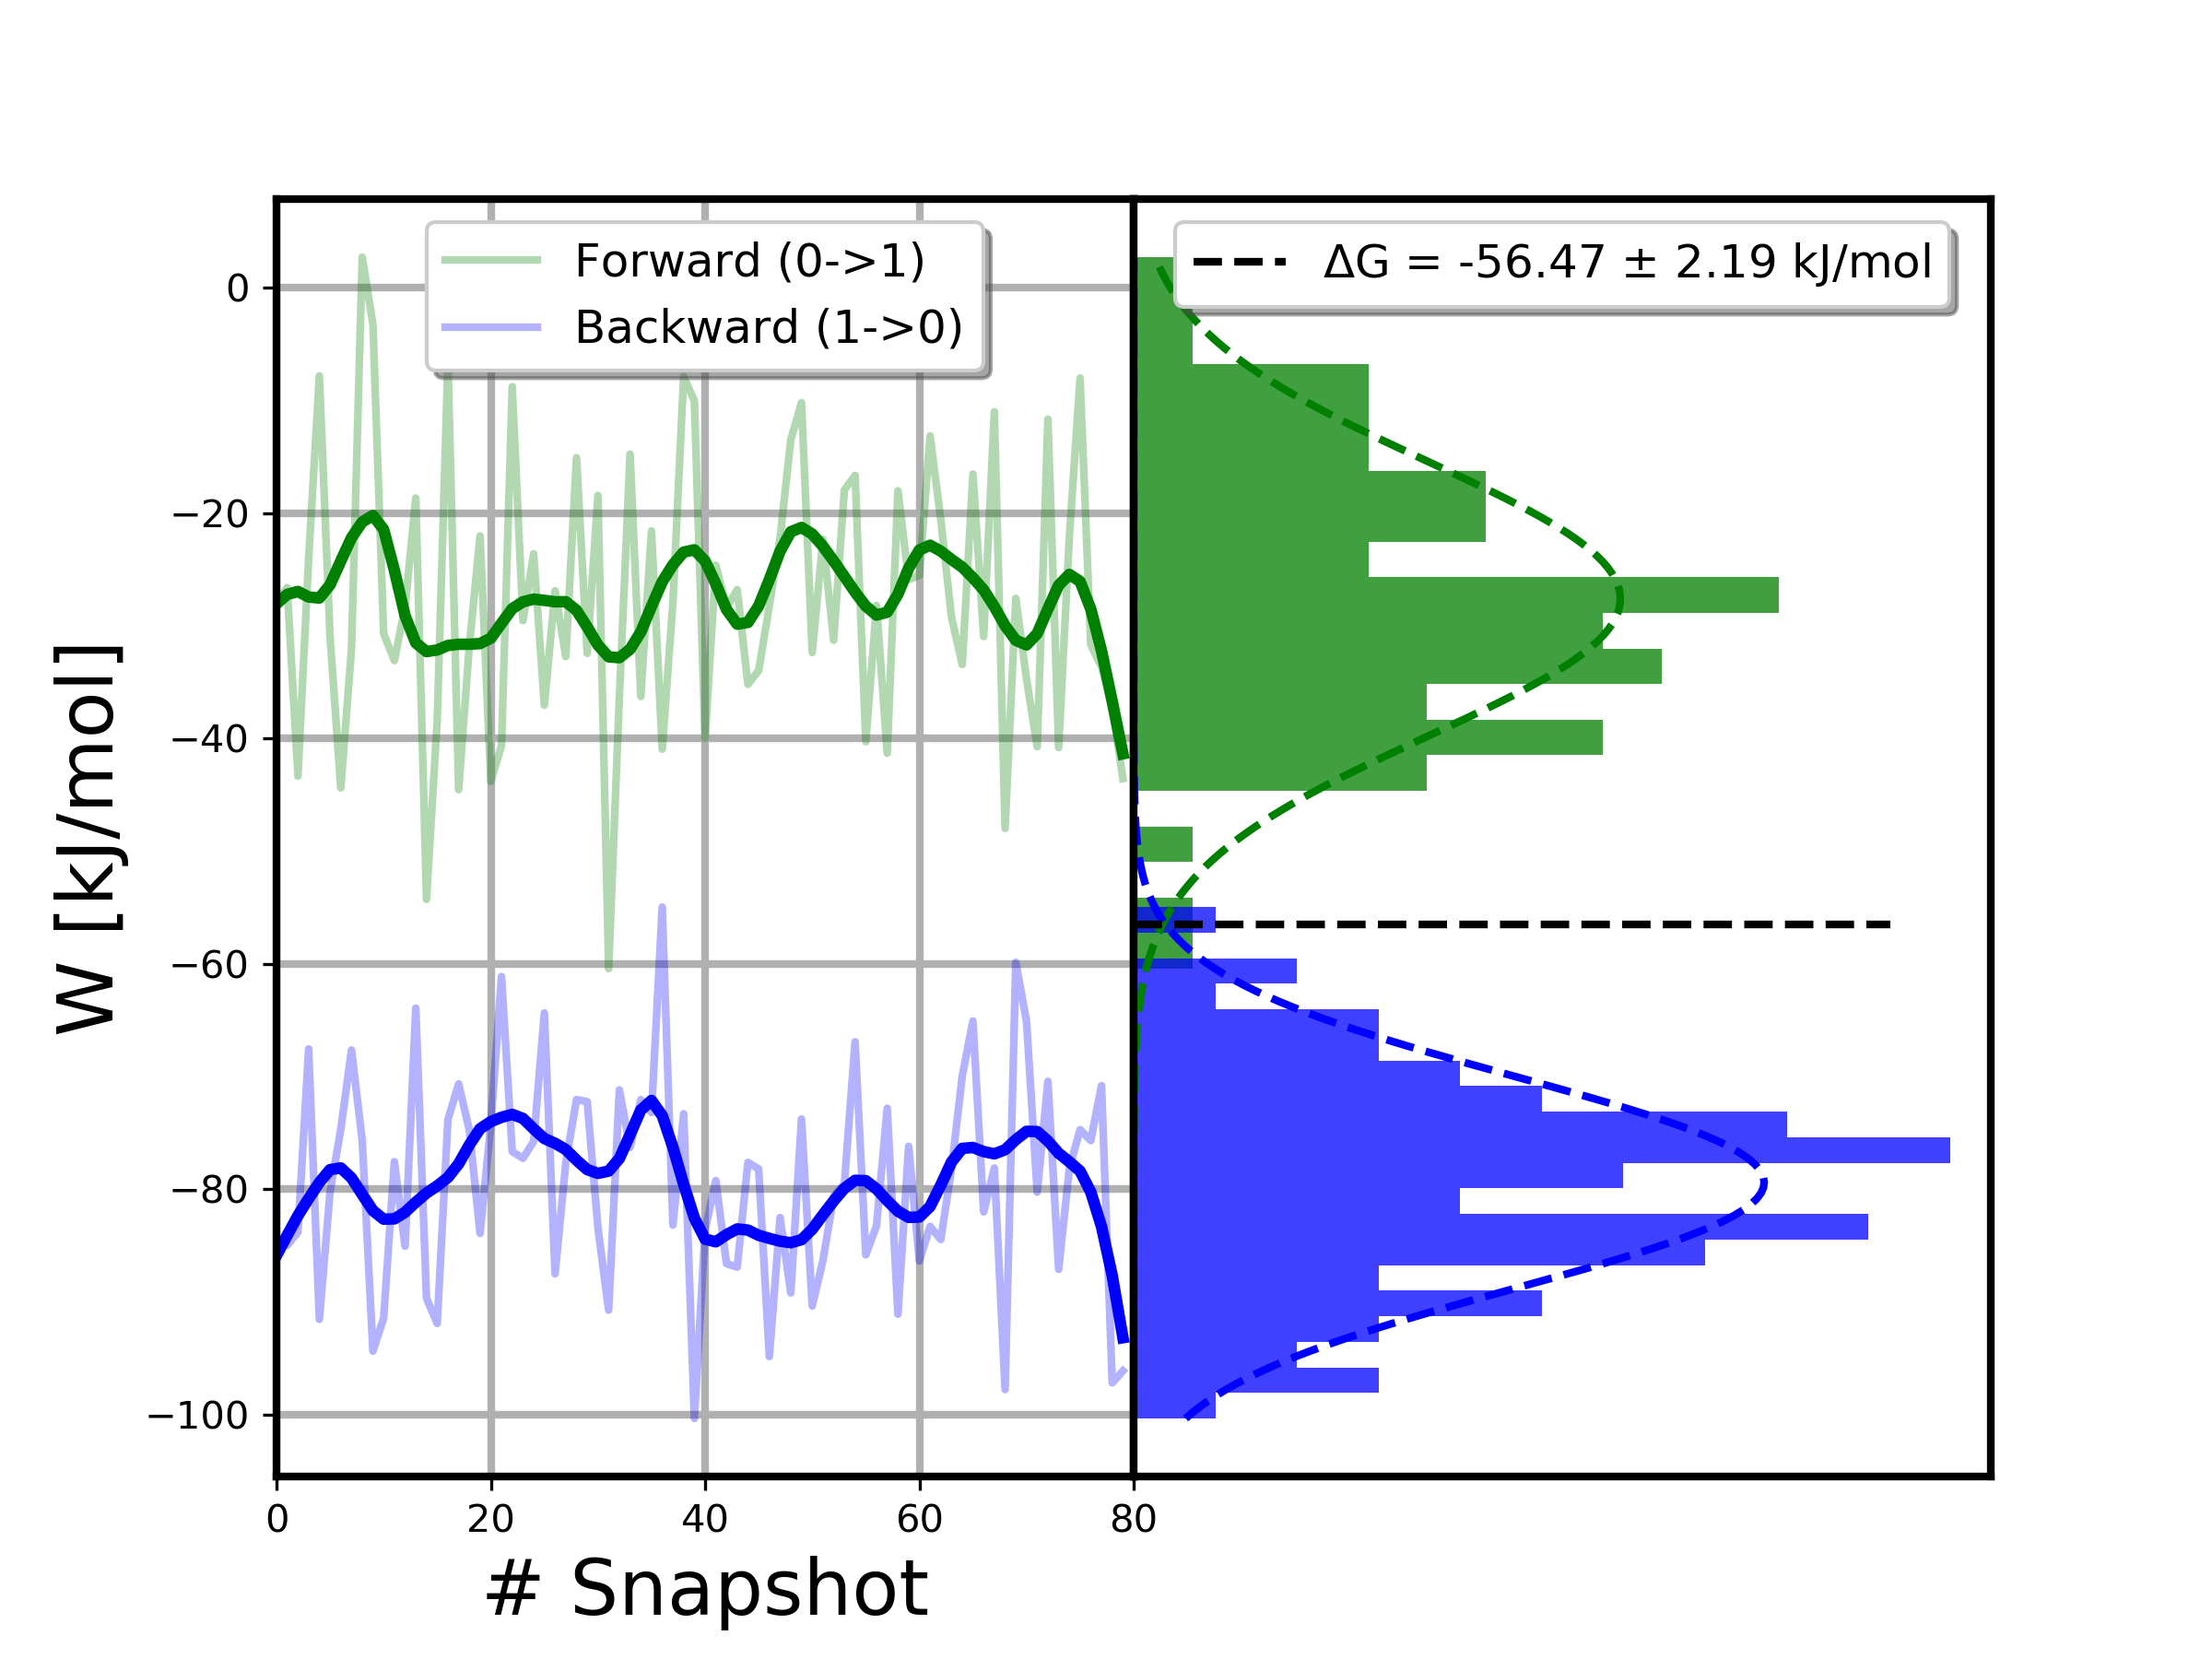 Forward (0->1)
Backward (1->0)
ΔG = -56.47 ± 2.19 kJ/mol
0
−20
−40
−60
−80
−100
W [kJ/mol]
0 20 40 60 80
# Snapshot